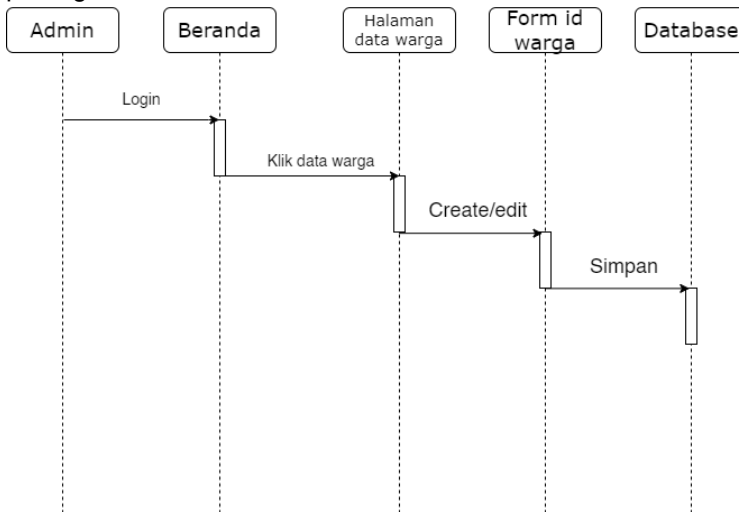 Admin
Beranda
Halaman
data warga
Form id
warga
Database
Login
Klik data warga
Create/edit
Simpan